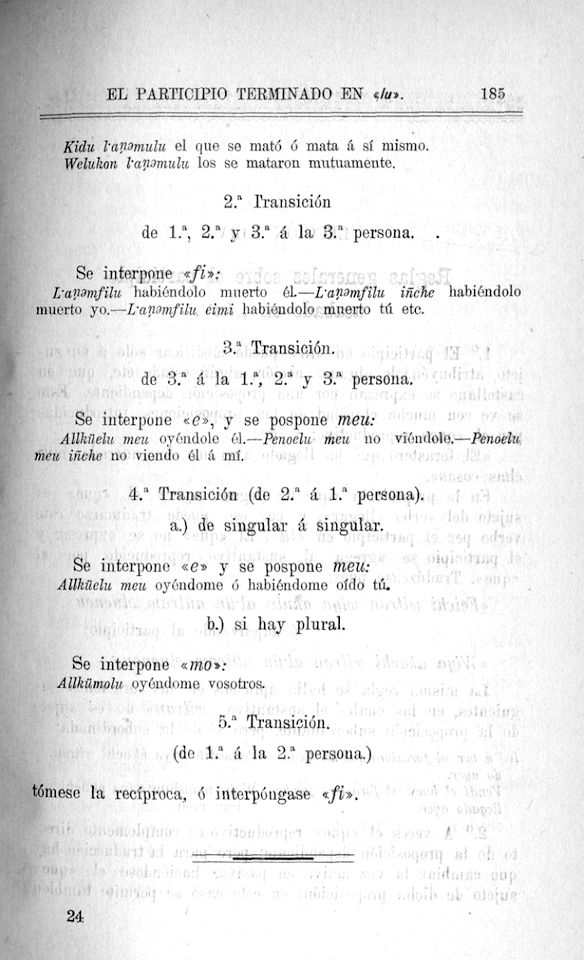 EL PARTICIPIO TERMINADO EN «lu». 185
Kidu l·aṇəmulu el que se mató ó mata á sí mismo.
Welukon l·aṇəmulu los se mataron mutuamente.
2.ª Transición
de 1.ª, 2.ª y 3.ª á la 3.ª persona.
Se interpone «fi»:
L·aṇəmfilu habiéndolo muerto él.—L·aṇəmfilu iñche habiéndolo
muerto yo.—L·aṇəmfilu eimi habiéndolo muerto tú etc.
3.ª Transición.
de 3.ª á la 1.ª, 2.ª y 3.ª persona.
Se interpone «e», y se pospone meu:
Allküelu meu oyéndole él.—Penoelu meu no viéndole.—Penoelu
meu iñche no viendo él á mí.
4.ª Transición (de 2.ª á 1.ª persona).
a.) de singular á singular.
Se interpone «e» y se pospone meu:
Allküelu meu oyéndome ó habiéndome oído tú.
b.) si hay plural.
Se interpone «mo»:
Allkümolu oyéndome vosotros.
5.ª Transición.
(de 1.ª á la 2.ª persona.)
tómese la recíproca, ó interpóngase «fi».
24